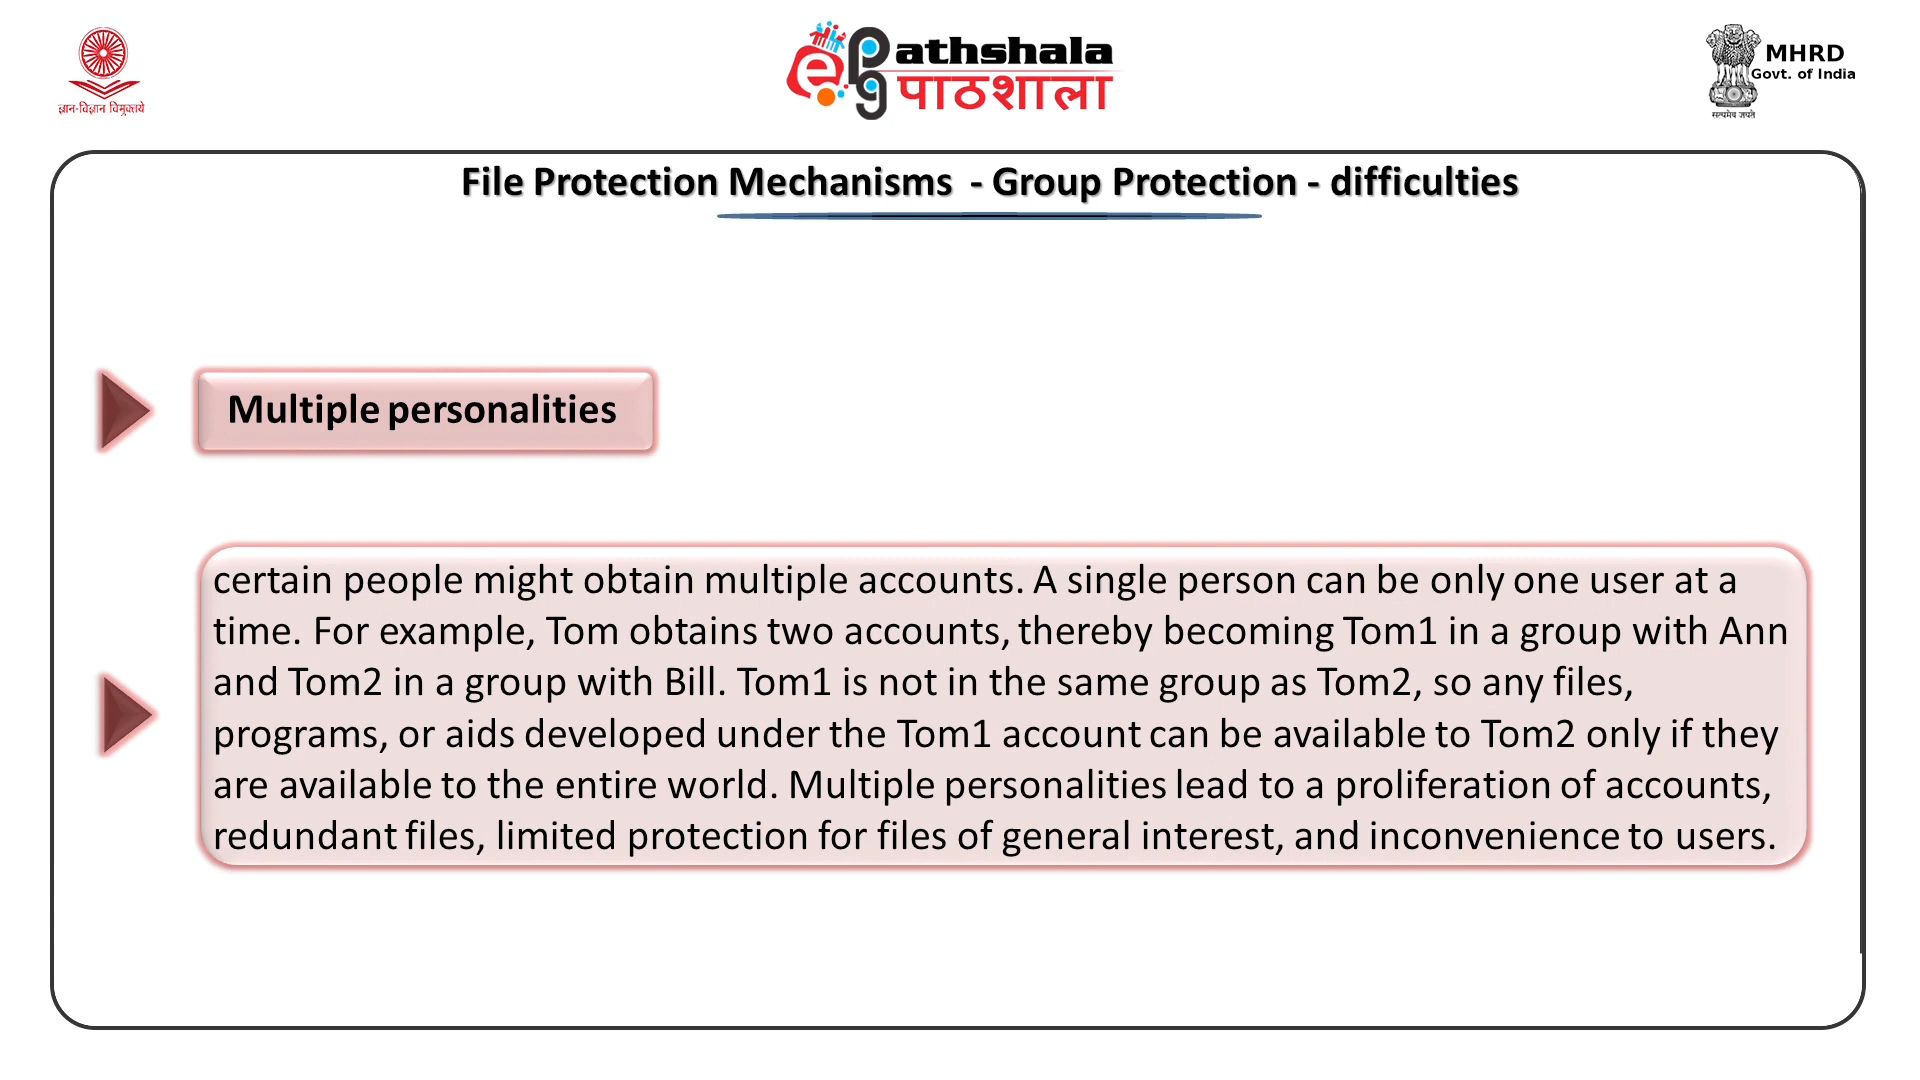 ज्ञान-विज्ञान विमुक्तये
ePathshala
पाठशाला
MHRD
Govt. of India
सत्यमेव जयते
File Protection Mechanisms - Group Protection - difficulties
Multiple personalities
certain people might obtain multiple accounts. A single person can be only one user at a
time. For example, Tom obtains two accounts, thereby becoming Tom1 in a group with Ann
and Tom2 in a group with Bill. Tom1 is not in the same group as Tom2, so any files,
programs, or aids developed under the Tom1 account can be available to Tom2 only if they
are available to the entire world. Multiple personalities lead to a proliferation of accounts,
redundant files, limited protection for files of general interest, and inconvenience to users.